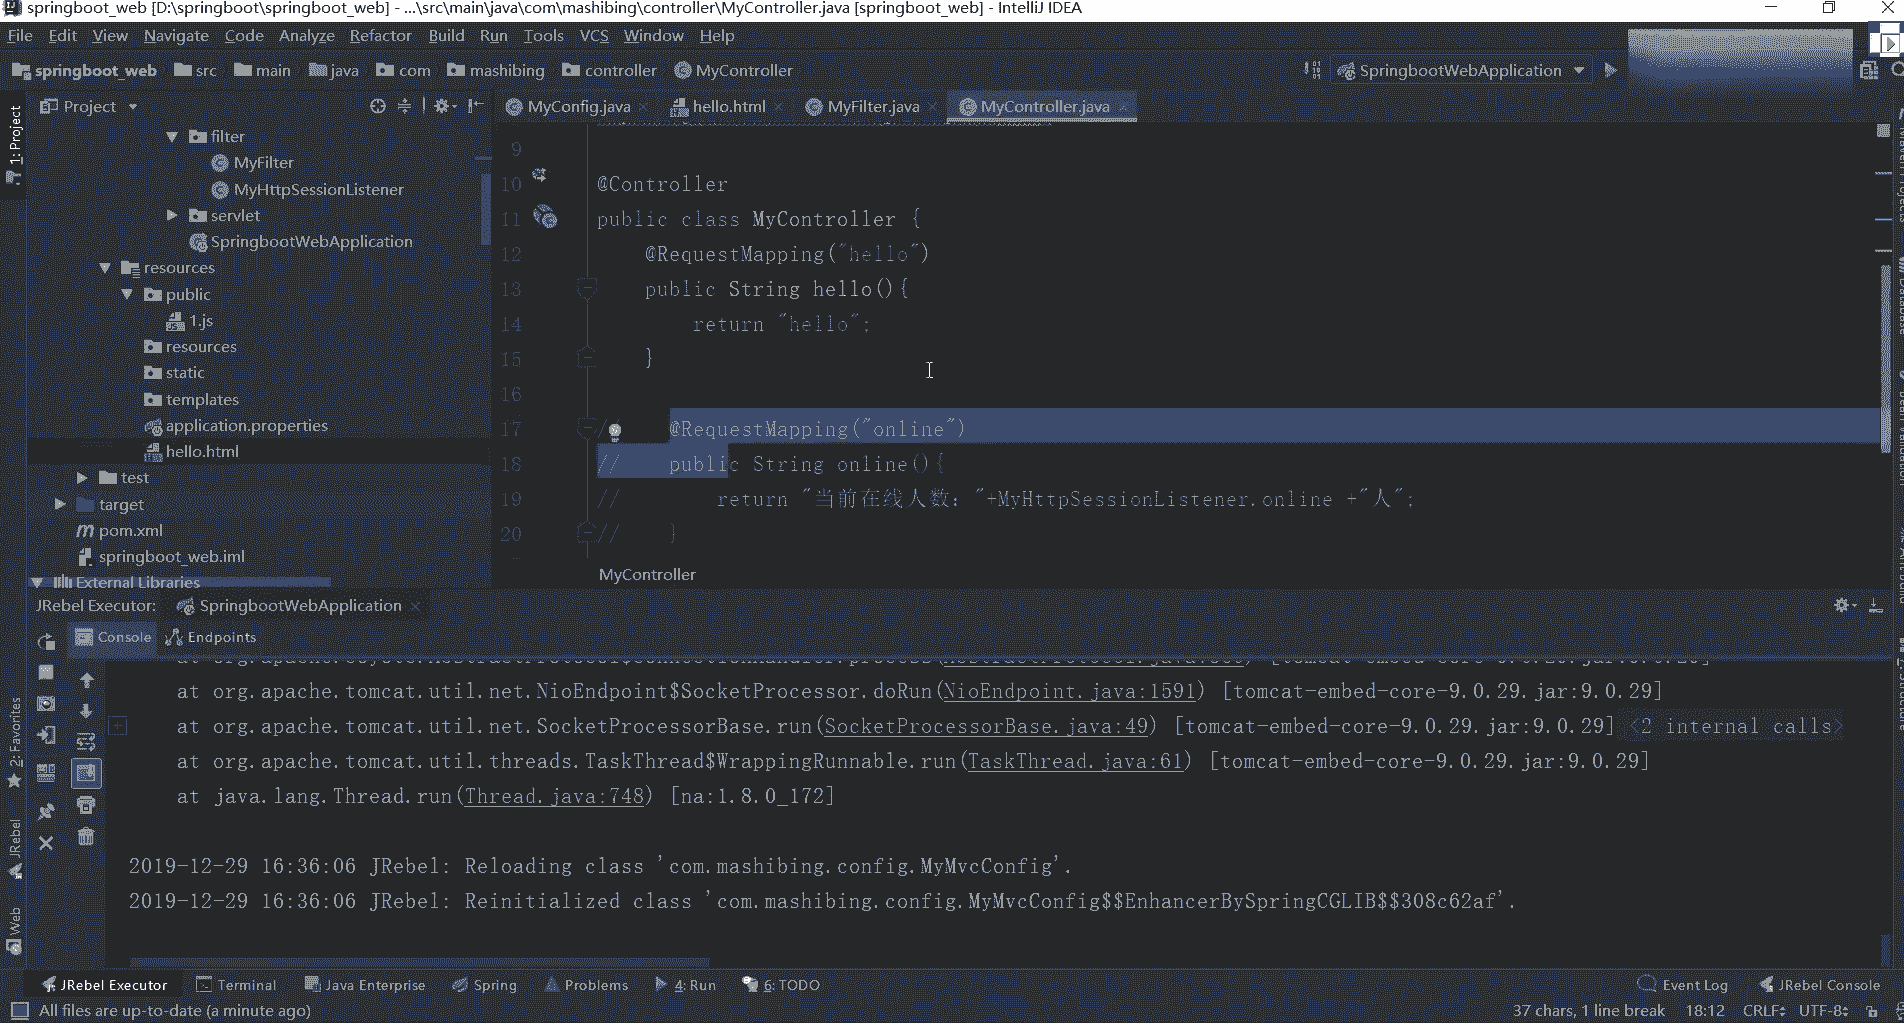 springboot_web [D:\springboot\springboot_web] - ...\src\main\java\com\mashibing\controller\MyController.java [springboot_web] - IntelliJ IDEA
File Edit View Navigate Code Analyze Refactor Build Run Tools VCS Window Help
springboot_web src main java com mashibing controller MyController SpringbootWebApplication
Project MyConfig.java hello.html MyFilter.java MyController.java
1: Project
filter
MyFilter
MyHttpSessionListener
servlet
SpringbootWebApplication
resources
public
1.js
resources
static
templates
application.properties
hello.html
test
target
pom.xml
springboot_web.iml
External Libraries
9
10 @Controller
11 public class MyController {
12 @RequestMapping("hello")
13 public String hello(){
14 return "hello";
15 }
16
17 @RequestMapping("online")
18 // public String online(){
19 // return "当前在线人数："+MyHttpSessionListener.online +"人";
20 // }
MyController
JRebel Executor: SpringbootWebApplication
Console Endpoints
at org.apache.tomcat.util.net.NioEndpoint$SocketProcessor.doRun(NioEndpoint.java:1591) [tomcat-embed-core-9.0.29.jar:9.0.29]
at org.apache.tomcat.util.net.SocketProcessorBase.run(SocketProcessorBase.java:49) [tomcat-embed-core-9.0.29.jar:9.0.29] <2 internal calls>
at org.apache.tomcat.util.threads.TaskThread$WrappingRunnable.run(TaskThread.java:61) [tomcat-embed-core-9.0.29.jar:9.0.29]
at java.lang.Thread.run(Thread.java:748) [na:1.8.0_172]
2019-12-29 16:36:06 JRebel: Reloading class 'com.mashibing.config.MyMvcConfig'.
2019-12-29 16:36:06 JRebel: Reinitialized class 'com.mashibing.config.MyMvcConfig$$EnhancerBySpringCGLIB$$308c62af'.
2: Favorites
JRebel
Web
JRebel Executor Terminal Java Enterprise Spring Problems 4: Run 6: TODO Event Log JRebel Console
All files are up-to-date (a minute ago) 37 chars, 1 line break 18:12 CRLF UTF-8